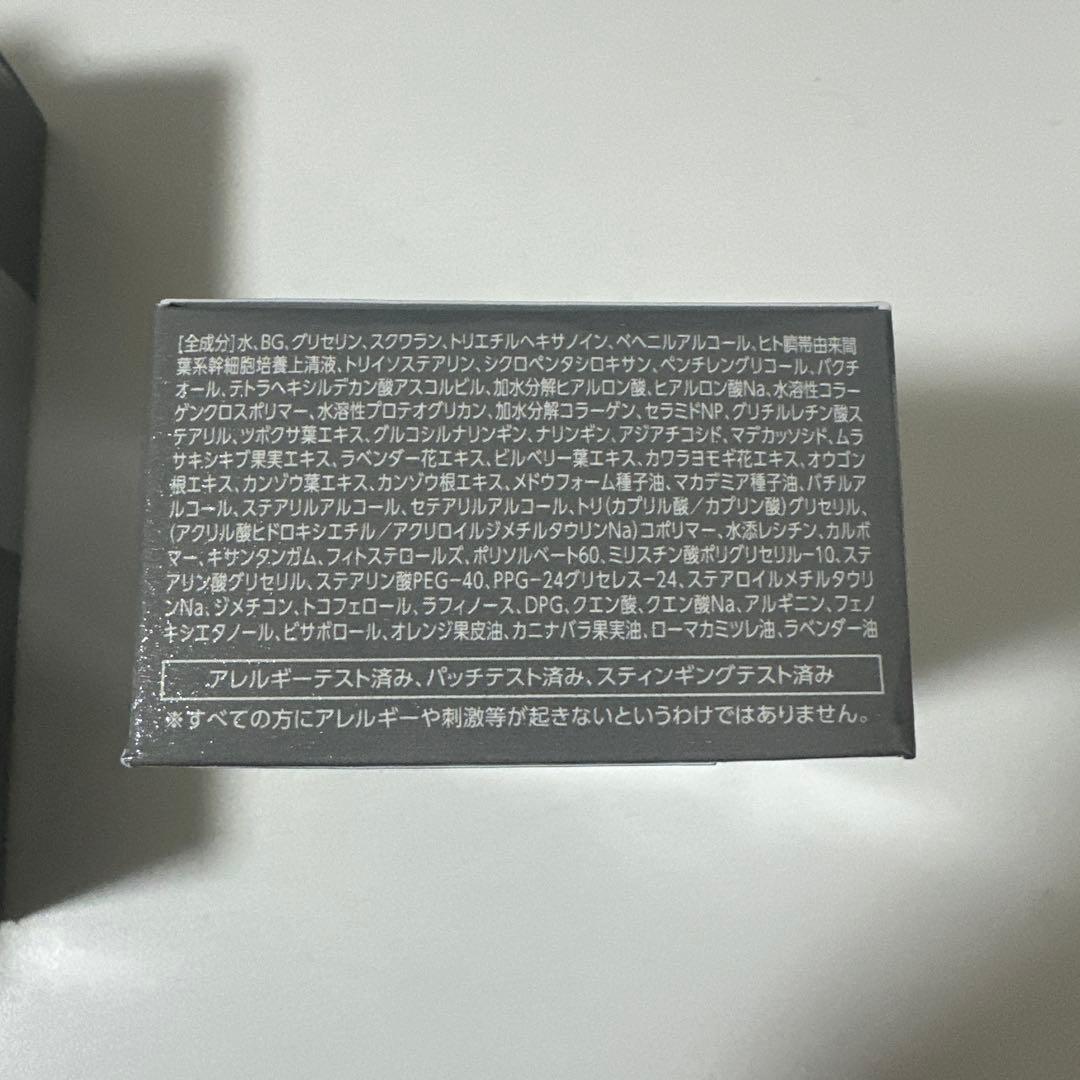 [全成分]水、BG、グリセリン、スクワラン、トリエチルヘキサノイン、ベヘニルアルコール、ヒト臍帯由来間
葉系幹細胞培養上清液、トリイソステアリン、シクロペンタシロキサン、ペンチレングリコール、バクチ
オール、テトラヘキシルデカン酸アスコルビル、加水分解ヒアルロン酸、ヒアルロン酸Na、水溶性コラー
ゲンクロスポリマー、水溶性プロテオグリカン、加水分解コラーゲン、セラミドNP、グリチルレチン酸ス
テアリル、ツボクサ葉エキス、グルコシルナリンギン、ナリンギン、アジアチコシド、マデカッソシド、ムラ
サキシキブ果実エキス、ラベンダー花エキス、ビルベリー葉エキス、カワラヨモギ花エキス、オウゴン
根エキス、カンゾウ葉エキス、カンゾウ根エキス、メドウフォーム種子油、マカデミア種子油、バチルア
ルコール、ステアリルアルコール、セテアリルアルコール、トリ(カプリル酸/カプリン酸)グリセリル、
(アクリル酸ヒドロキシエチル/アクリロイルジメチルタウリンNa)コポリマー、水添レシチン、カルボ
マー、キサンタンガム、フィトステロールズ、ポリソルベート60、ミリスチン酸ポリグリセリル-10、ステ
アリン酸グリセリル、ステアリン酸PEG-40、PPG-24グリセレス-24、ステアロイルメチルタウリ
ンNa、ジメチコン、トコフェロール、ラフィノース、DPG、クエン酸、クエン酸Na、アルギニン、フェノ
キシエタノール、ビサボロール、オレンジ果皮油、カニナバラ果実油、ローマカミツレ油、ラベンダー油
アレルギーテスト済み、パッチテスト済み、スティンギングテスト済み
※すべての方にアレルギーや刺激等が起きないというわけではありません。